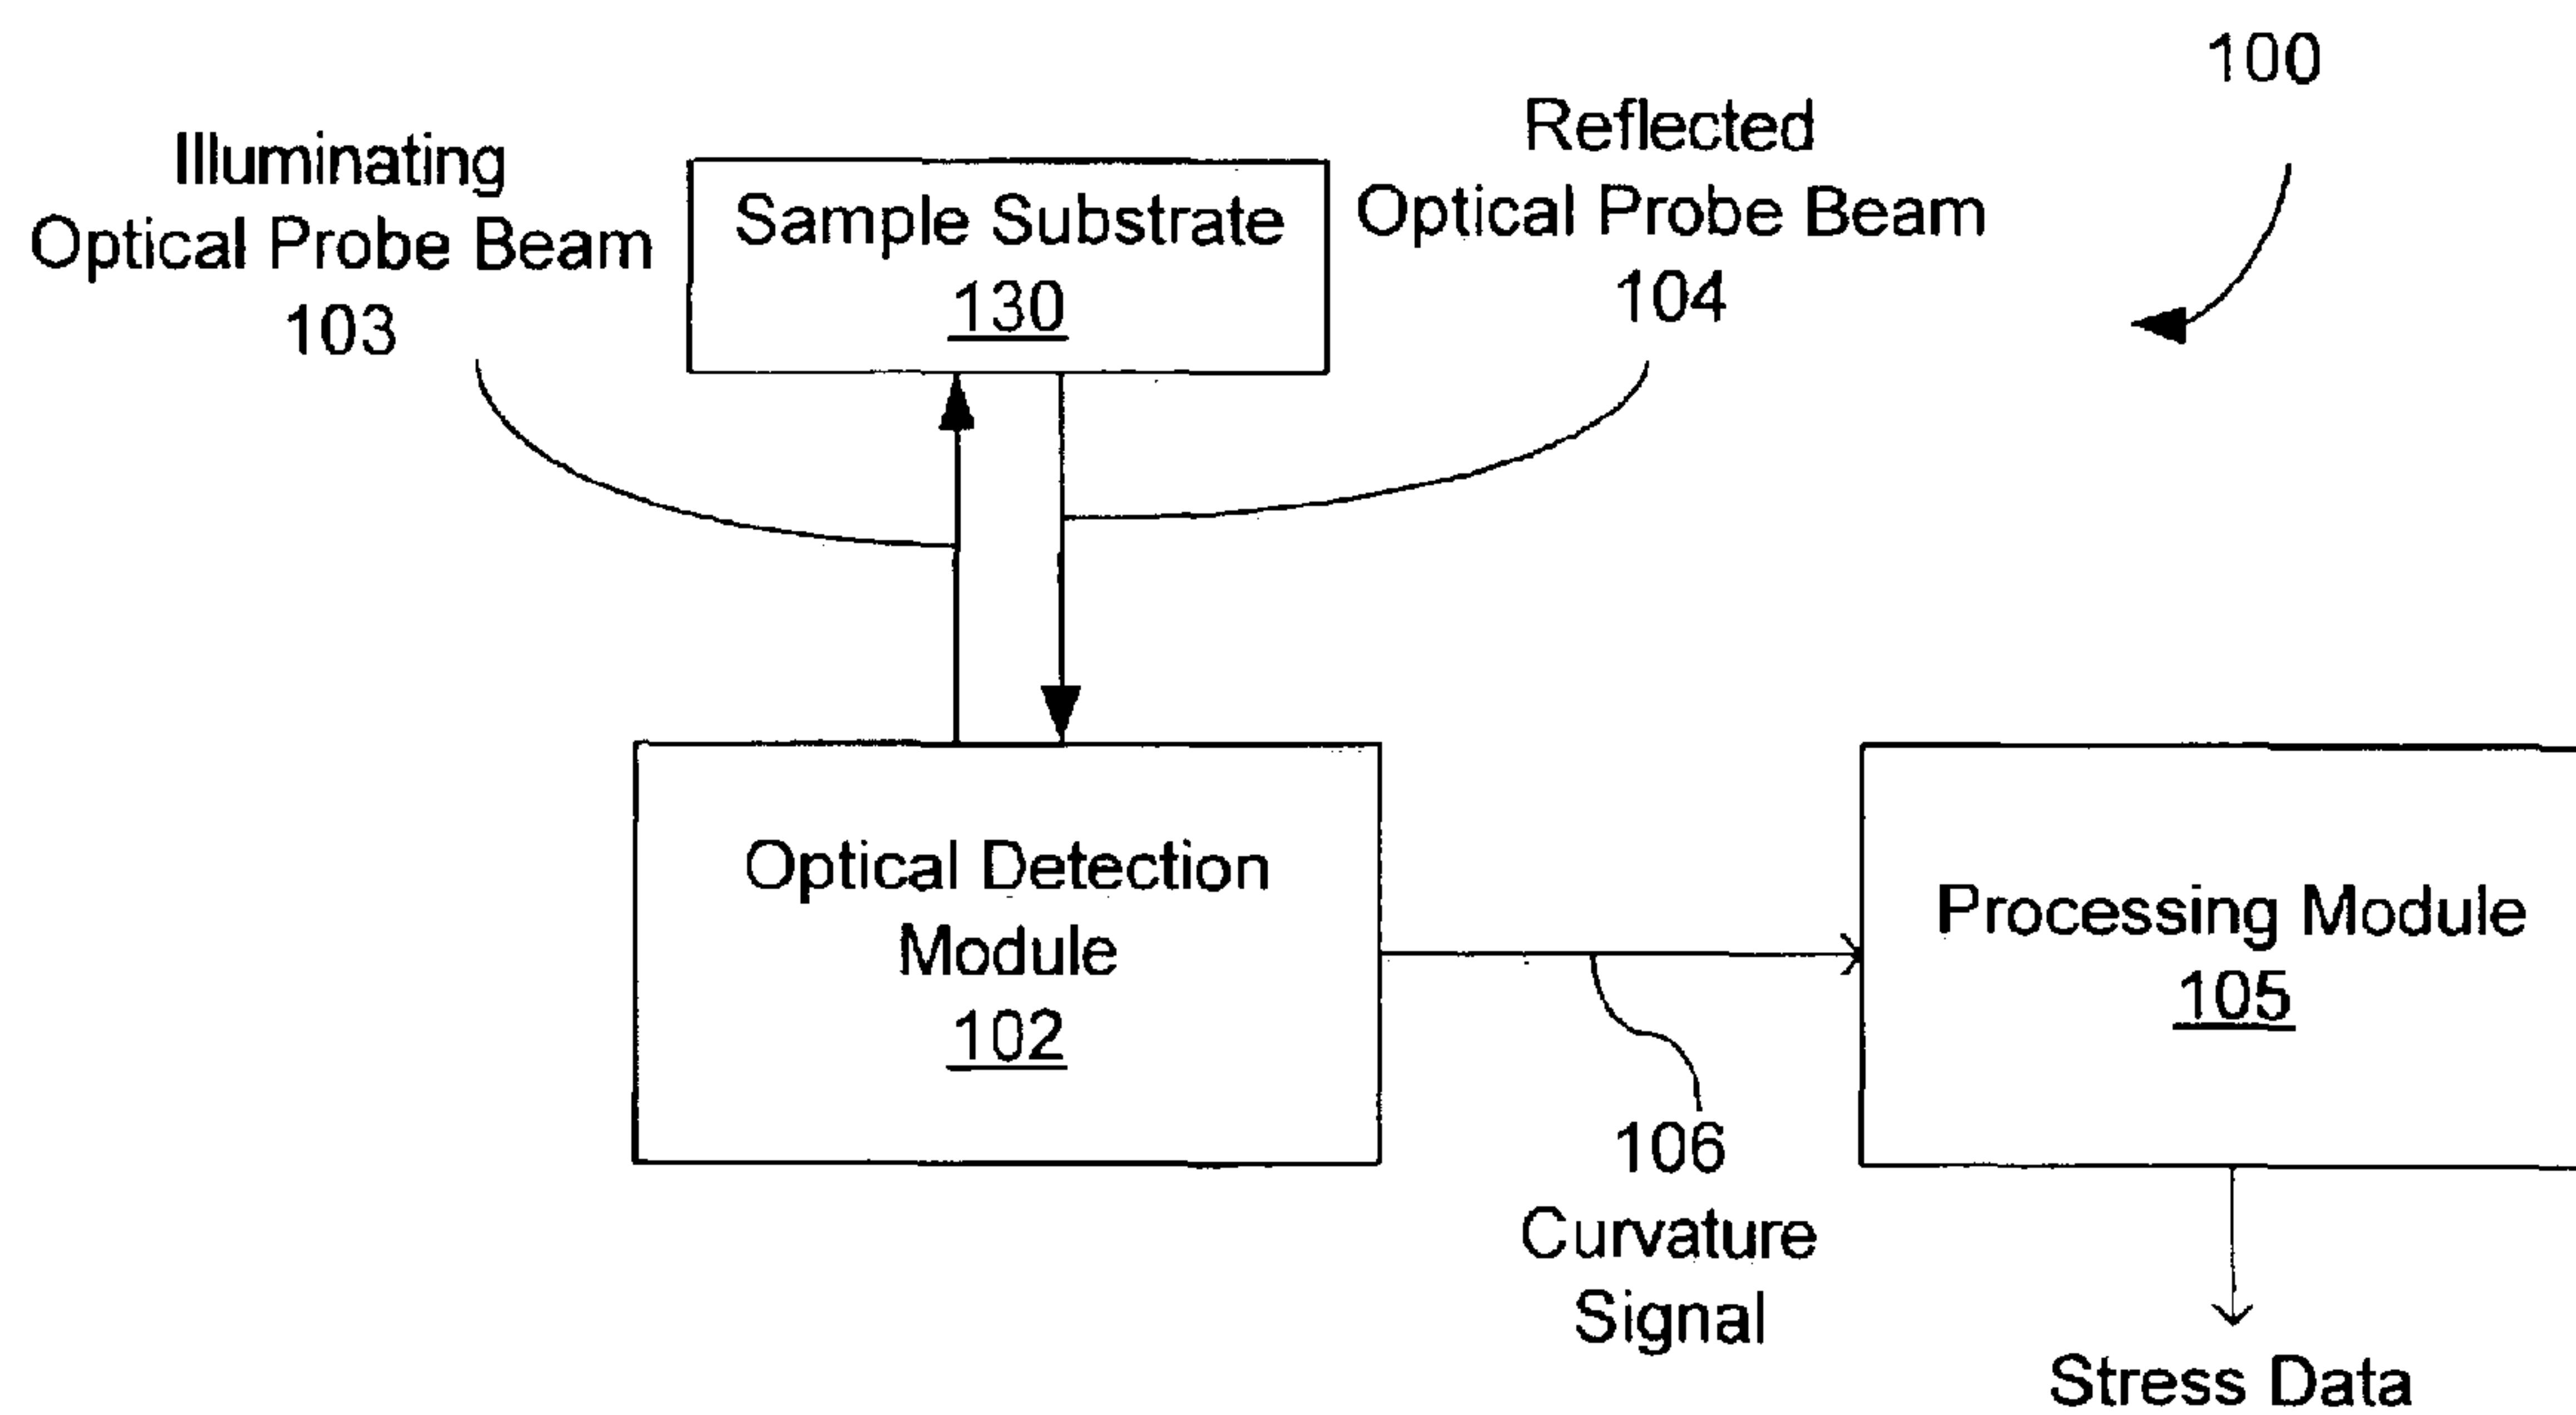 100
Illuminating
Optical Probe Beam
103
Sample Substrate
130
Reflected
Optical Probe Beam
104
Optical Detection
Module
102
Processing Module
105
106
Curvature
Signal
Stress Data